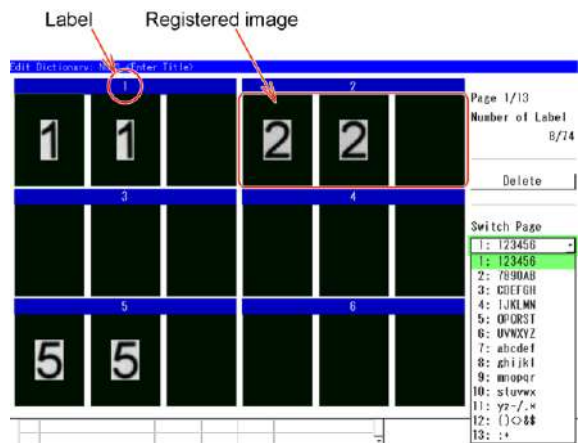 Label Registered image
Edit Dictionary: (Enter Title)
1 2
Page 1/13
Number of Label
8/74
1 1 2 2
Delete
3 4
Switch Page
1: 123456
1: 123456
2: 7890AB
3: CDEFGH
4: IJKLMN
5: OPQRST
6: UVWXYZ
7: abcdef
8: ghijkl
9: mnopqr
10: stuvwx
11: yz-/.*
12: ()<>&$
13: :+
5 6
5 5